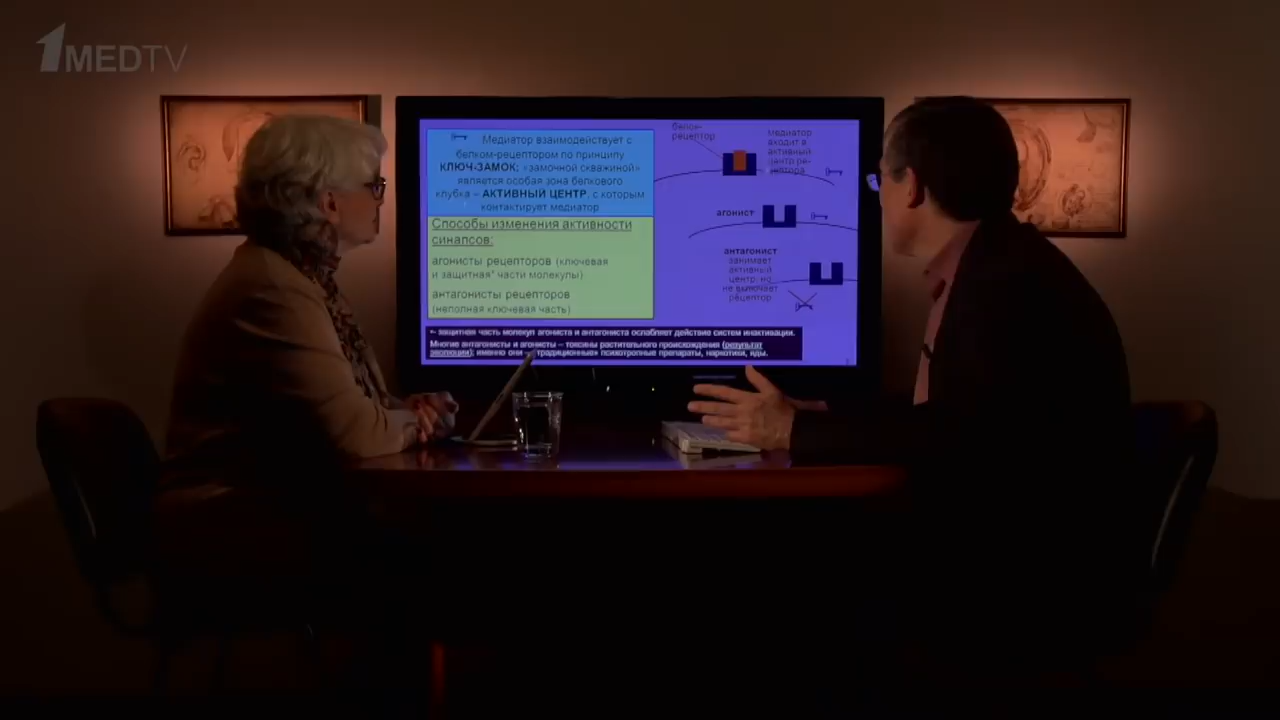 1MEDTV
Медиатор взаимодействует с
белком-рецептором по принципу
КЛЮЧ-ЗАМОК; «замочной скважиной»
является особая зона белкового
клубка – АКТИВНЫЙ ЦЕНТР, с которым
контактирует медиатор
Способы изменения активности
синапсов:
агонисты рецепторов (ключевая
и защитная* части молекулы)
антагонисты рецепторов
(неполная ключевая часть)
белок-
рецептор
медиатор
входит в
активный
центр ре-
цептора
агонист
антагонист
занимает
активный
центр, но
не включает
рецептор
*- защитная часть молекул агониста и антагониста ослабляет действие систем инактивации.
Многие антагонисты и агонисты – токсины растительного происхождения (результат
эволюции); именно они – «традиционные» психотропные препараты, наркотики, яды.